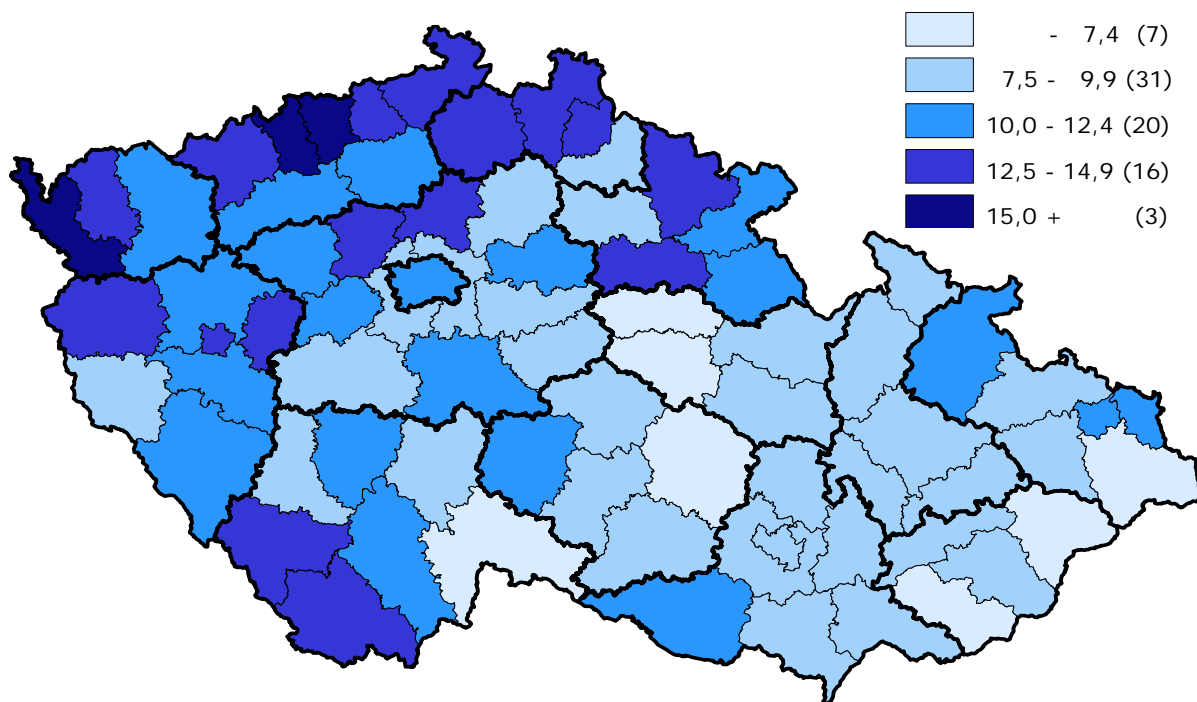 - 7,4 (7)
7,5 - 9,9 (31)
10,0 - 12,4 (20)
12,5 - 14,9 (16)
15,0 + (3)